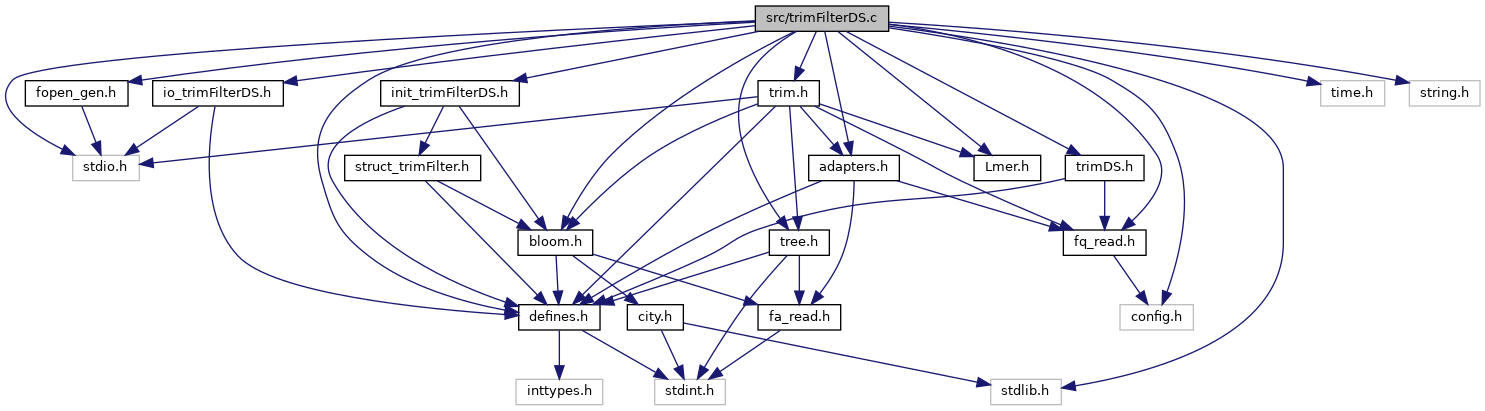 src/trimFilterDS.c
fopen_gen.h
io_trimFilterDS.h
init_trimFilterDS.h
trim.h
time.h
string.h
stdio.h
struct_trimFilter.h
adapters.h
Lmer.h
trimDS.h
bloom.h
tree.h
fq_read.h
defines.h
city.h
fa_read.h
config.h
inttypes.h
stdint.h
stdlib.h